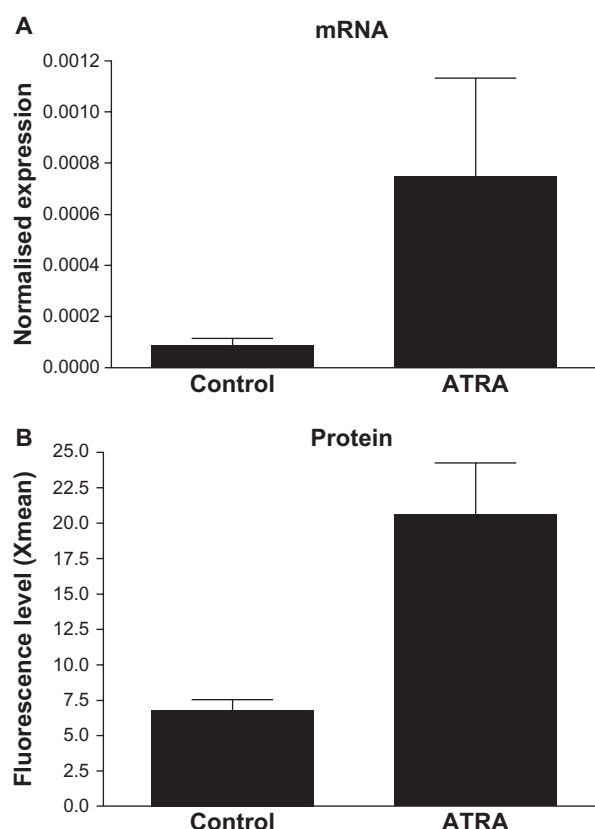 A
mRNA
Normalised expression
0.0012
0.0010
0.0008
0.0006
0.0004
0.0002
0.0000
Control ATRA
B
Protein
Fluorescence level (Xmean)
25.0
22.5
20.0
17.5
15.0
12.5
10.0
7.5
5.0
2.5
0.0
Control ATRA